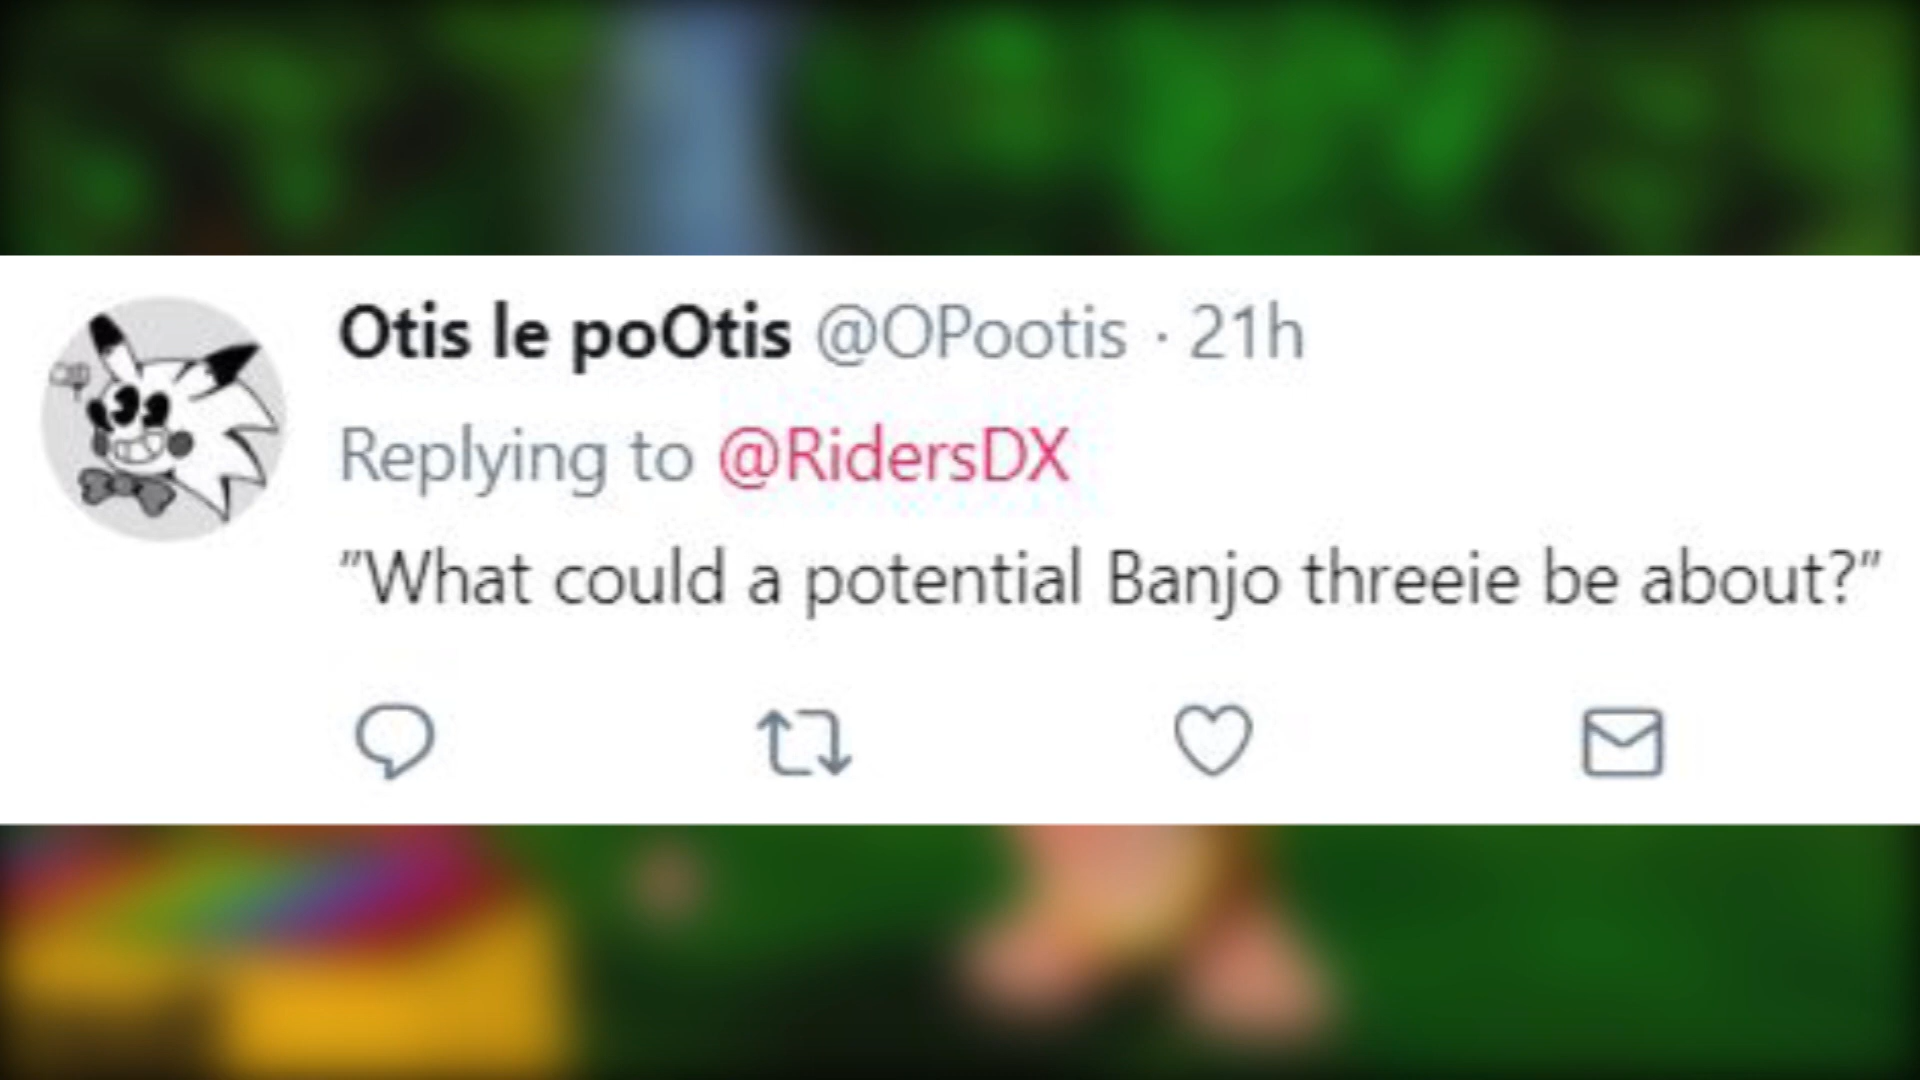 Otis le poOtis @OPootis · 21h
Replying to @RidersDX
"What could a potential Banjo threeie be about?"